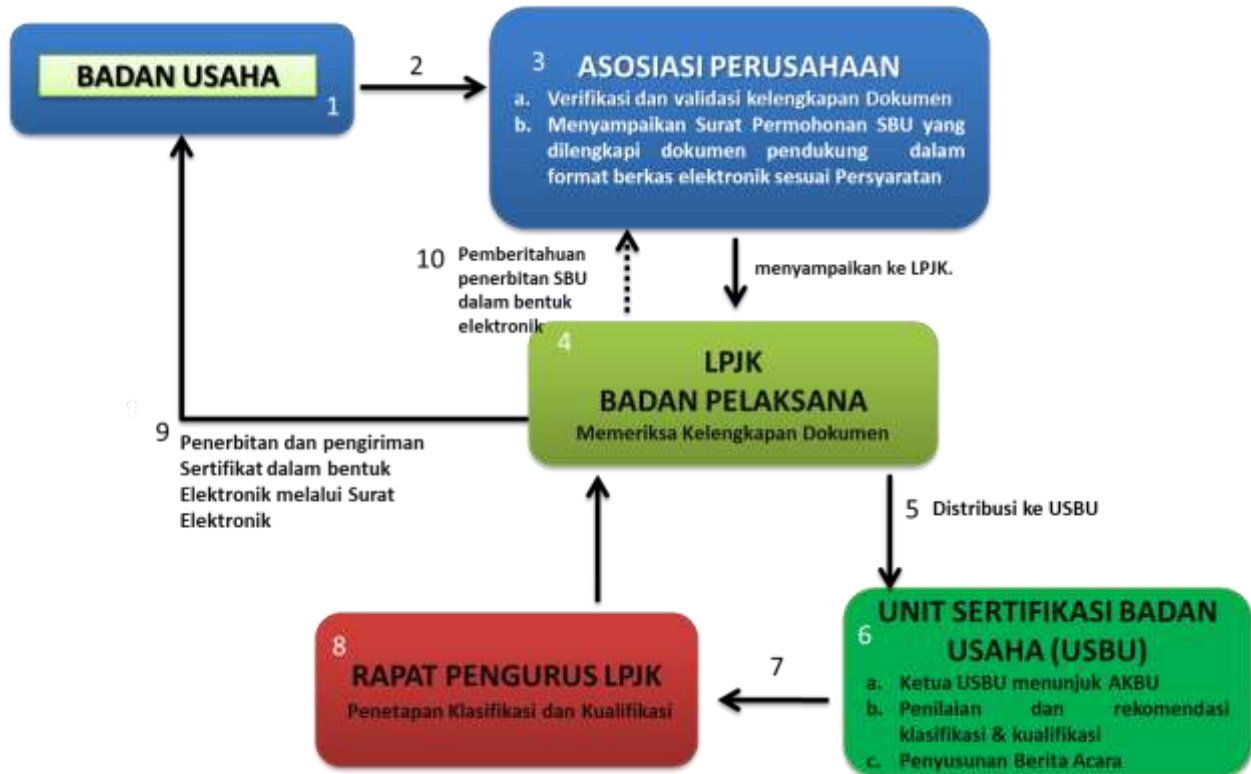 BADAN USAHA
1
2
3
ASOSIASI PERUSAHAAN
a. Verifikasi dan validasi kelengkapan Dokumen
b. Menyampaikan Surat Permohonan SBU yang
dilengkapi dokumen pendukung dalam
format berkas elektronik sesuai Persyaratan
10
Pemberitahuan
penerbitan SBU
dalam bentuk
elektronik
menyampaikan ke LPJK.
4
LPJK
BADAN PELAKSANA
Memeriksa Kelengkapan Dokumen
9
Penerbitan dan pengiriman
Sertifikat dalam bentuk
Elektronik melalui Surat
Elektronik
5
Distribusi ke USBU
6
UNIT SERTIFIKASI BADAN
USAHA (USBU)
a. Ketua USBU menunjuk AKBU
b. Penilaian dan rekomendasi
klasifikasi & kualifikasi
c. Penyusunan Berita Acara
7
8
RAPAT PENGURUS LPJK
Penetapan Klasifikasi dan Kualifikasi